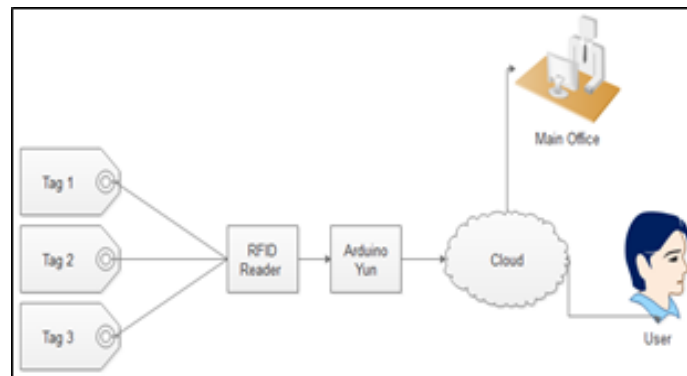 Main Office
Tag 1
Tag 2
Tag 3
RFID
Reader
Arduino
Yun
Cloud
User